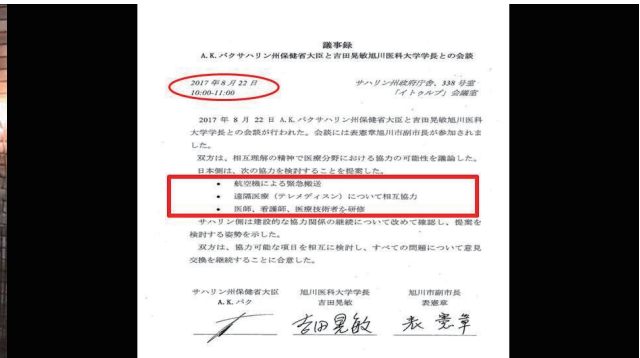 議事録
A.K. パクサハリン州保健省大臣と吉田晃敏旭川医科大学学長との会談
2017 年 8 月 22 日
10:00-11:00
サハリン州政府庁舎、338 号室
「イトゥルプ」会議室
2017 年 8 月 22 日 A.K. パクサハリン州保健省大臣と吉田晃敏旭川医科
大学学長との会談が行われた。会談には表憲章旭川市副市長が参加されま
した。
双方は、相互理解の精神で医療分野における協力の可能性を議論した。
日本側は、次の協力を検討することを提案した。
• 航空機による緊急搬送
• 遠隔医療（テレメディスン）について相互協力
• 医師、看護師、医療技術者を研修
サハリン側は建設的な協力関係の継続について改めて確認し、提案を
検討する姿勢を示した。
双方は、協力可能な項目を相互に検討し、すべての問題について意見
交換を継続することに合意した。
サハリン州保健省大臣 旭川医科大学学長 旭川市副市長
A.K. パク 吉田晃敏 表憲章
吉田晃敏 表憲章